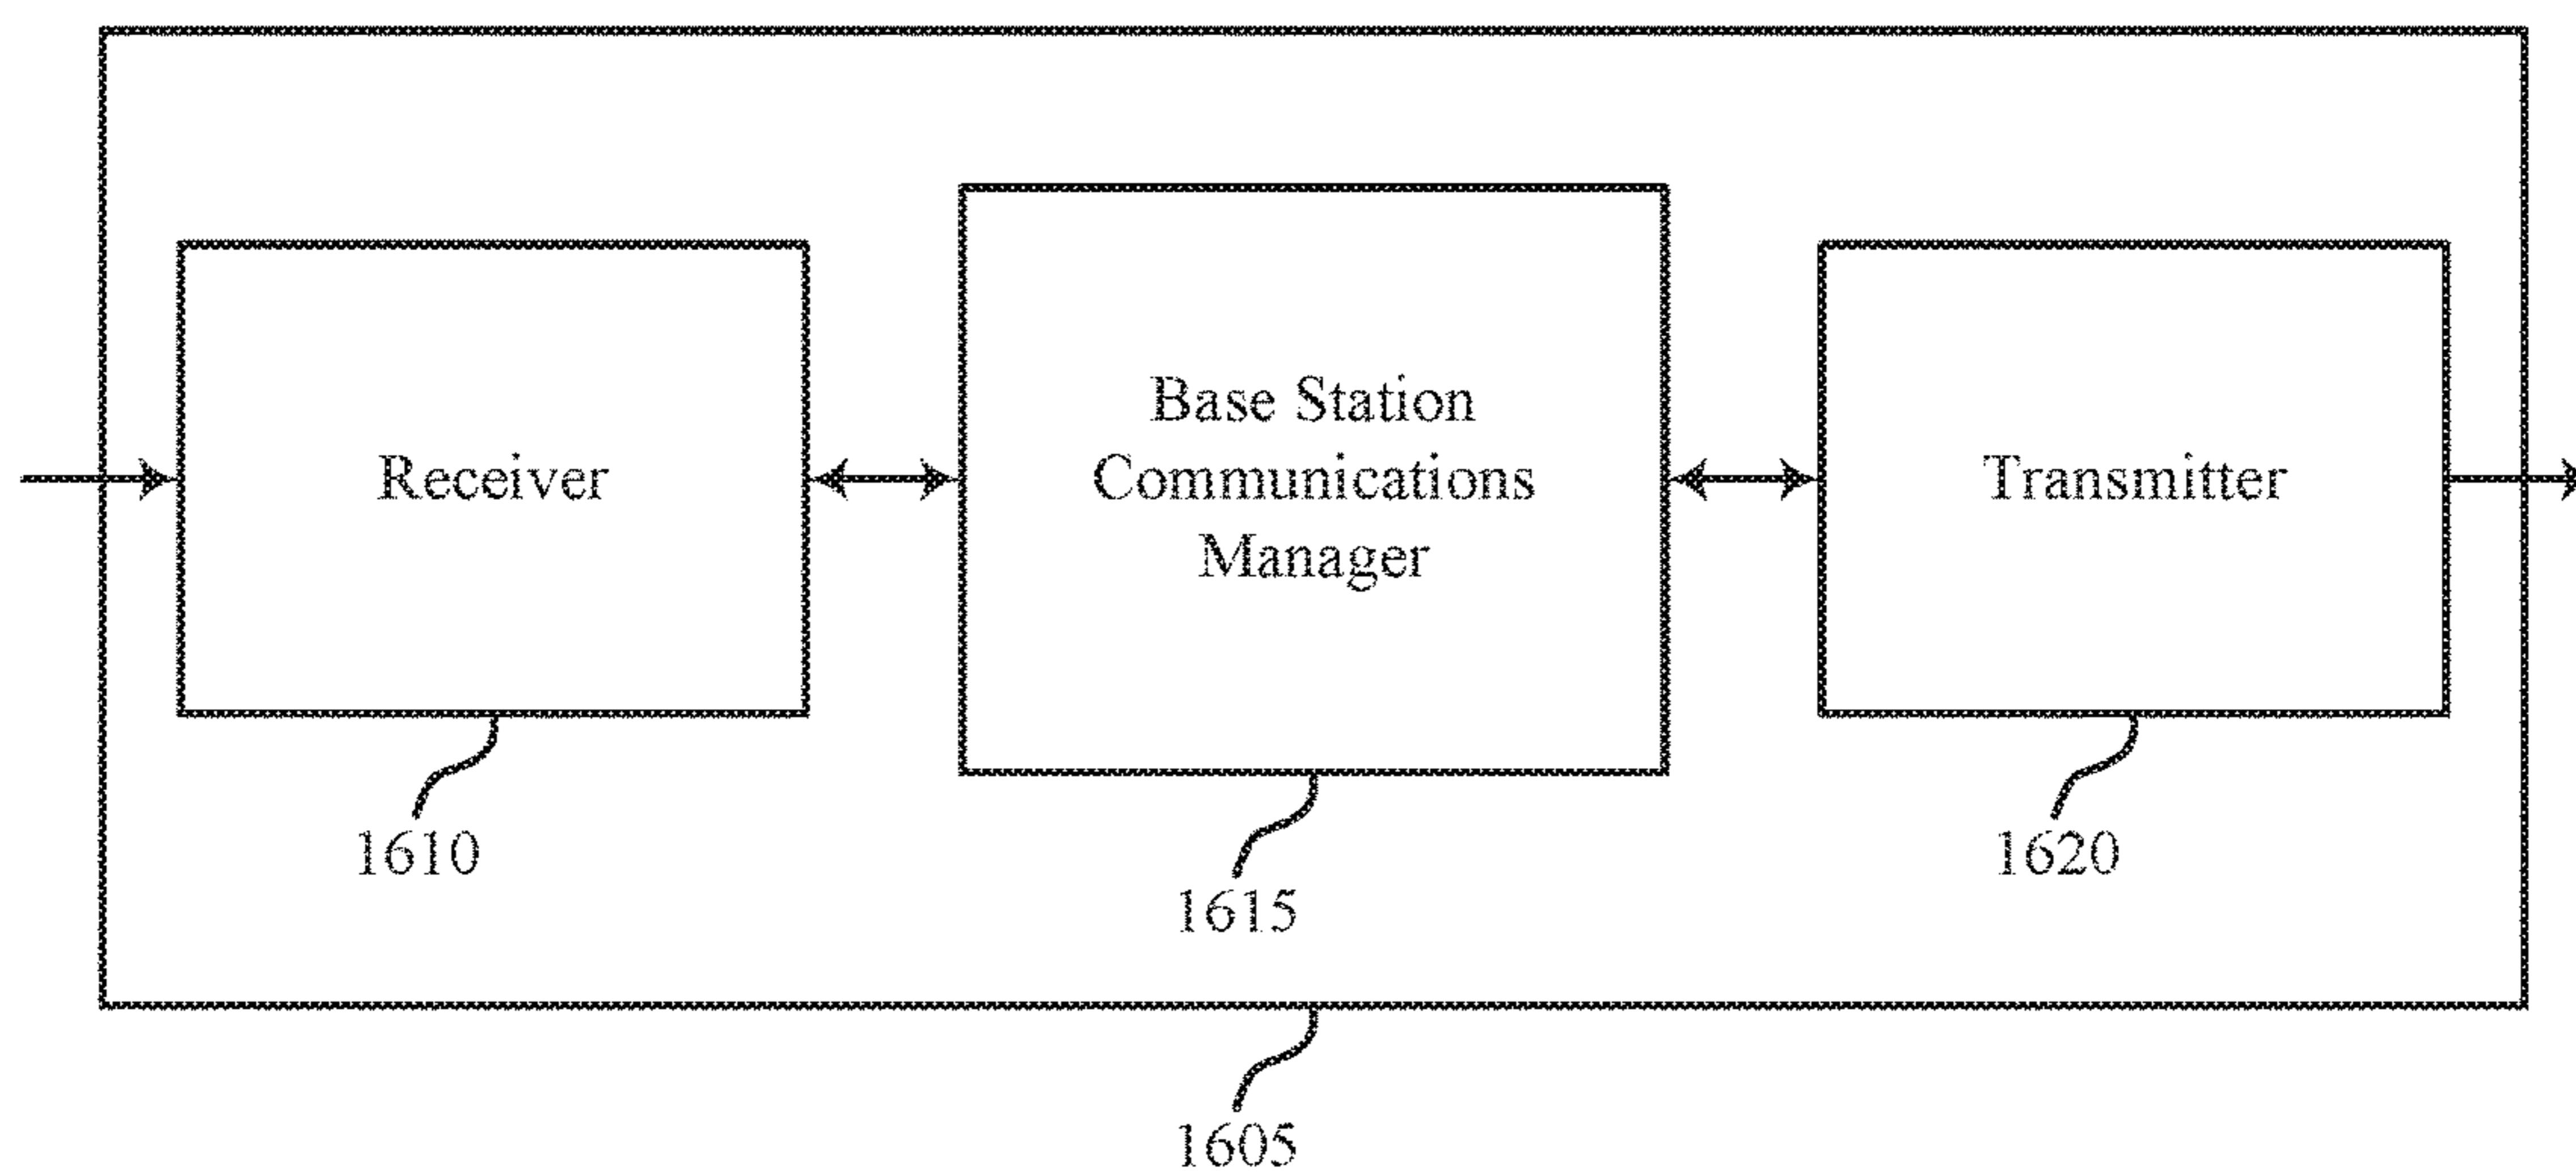 Receiver
Base Station
Communications
Manager
Transmitter
1610
1615
1620
1605